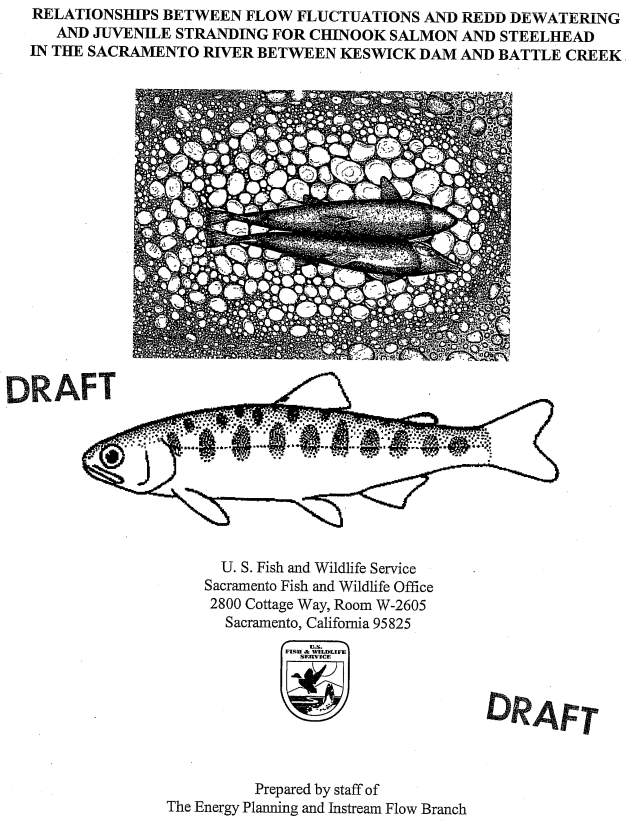 RELATIONSHIPS BETWEEN FLOW FLUCTUATIONS AND REDD DEWATERING
AND JUVENILE STRANDING FOR CHINOOK SALMON AND STEELHEAD
IN THE SACRAMENTO RIVER BETWEEN KESWICK DAM AND BATTLE CREEK
DRAFT
U. S. Fish and Wildlife Service
Sacramento Fish and Wildlife Office
2800 Cottage Way, Room W-2605
Sacramento, California 95825
U.S.
FISH & WILDLIFE
SERVICE
DRAFT
Prepared by staff of
The Energy Planning and Instream Flow Branch